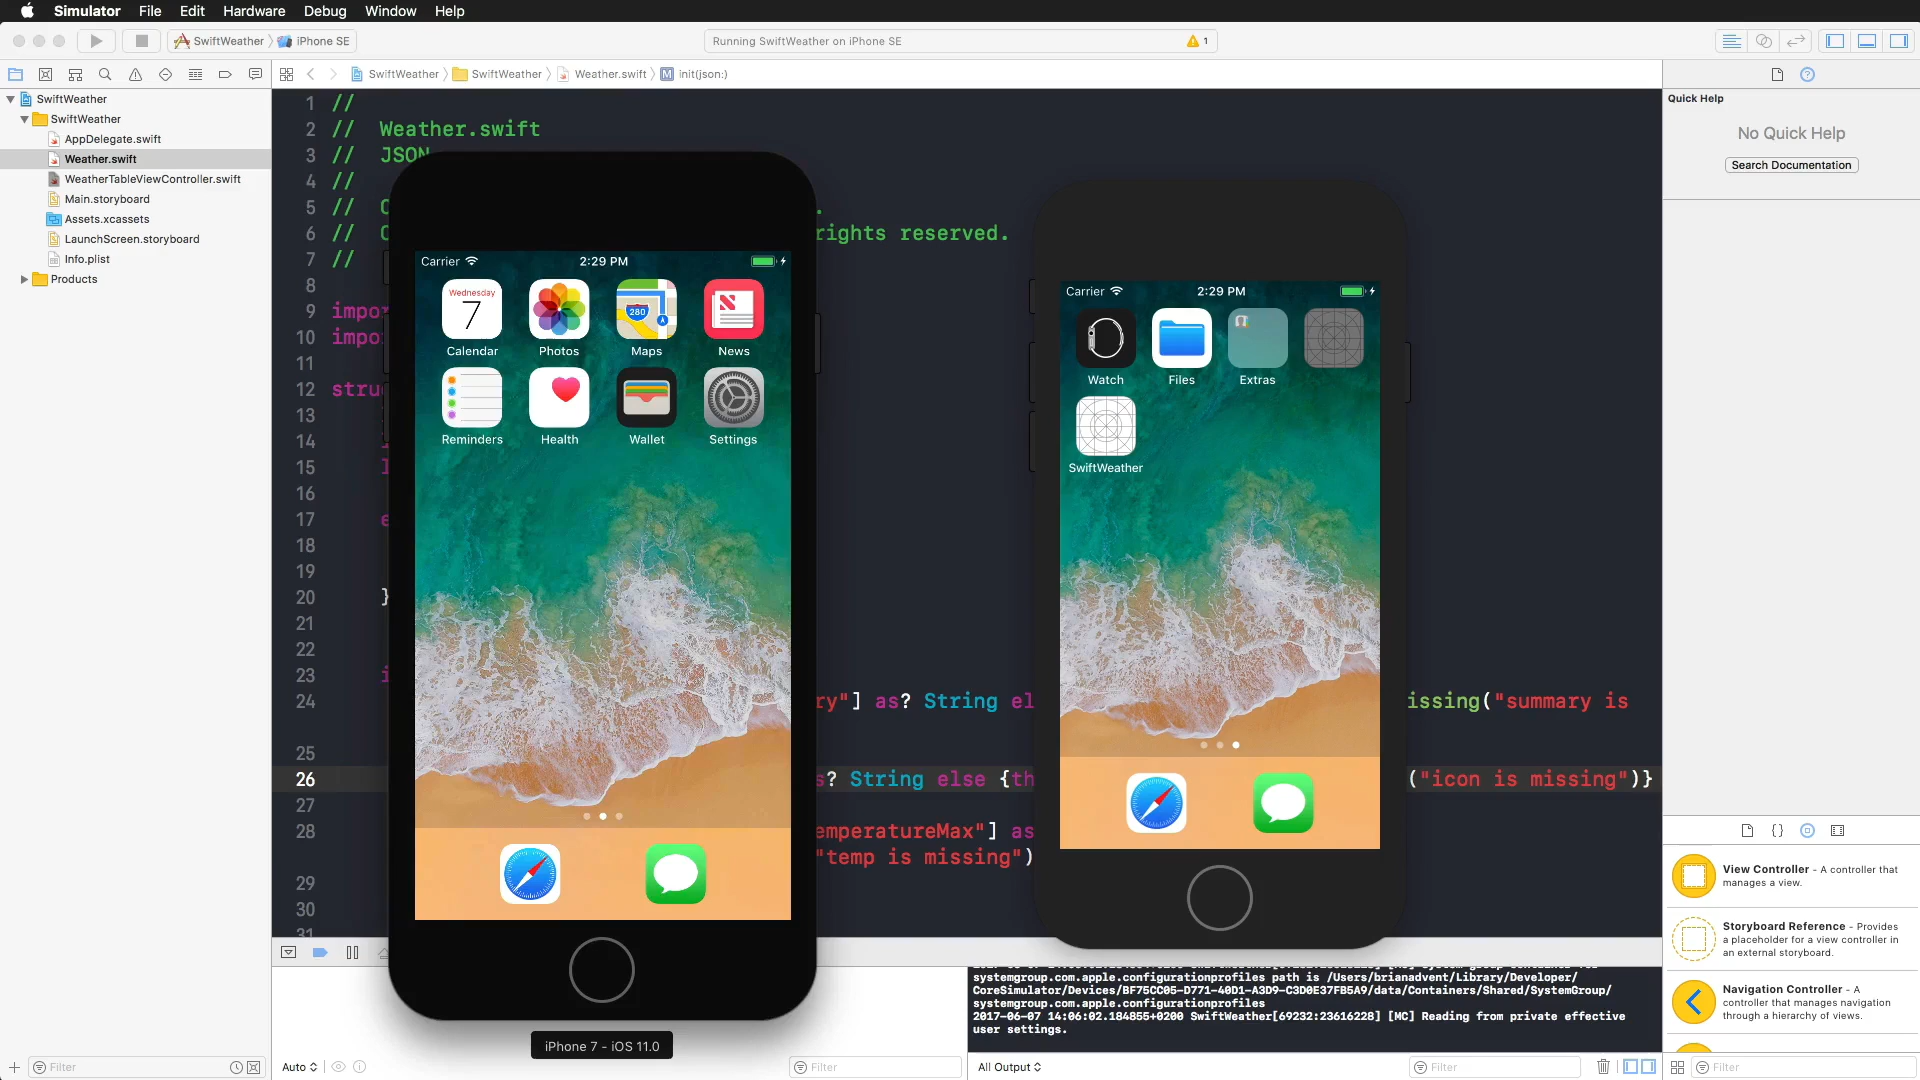 Simulator File Edit Hardware Debug Window Help
SwiftWeather iPhone SE
Running SwiftWeather on iPhone SE
1
SwiftWeather SwiftWeather Weather.swift M init(json:)
SwiftWeather
SwiftWeather
AppDelegate.swift
Weather.swift
WeatherTableViewController.swift
Main.storyboard
Assets.xcassets
LaunchScreen.storyboard
Info.plist
Products
Filter
1 //
2 // Weather.swift
3 // JSON
4 //
5 //
6 // rights reserved.
7 //
8
9 impo
10 impo
11
12 stru
13
14
15
16
17 e
18
19
20 }
21
22
23
24 ry"] as? String el issing("summary is
25
26 ? String else {th ("icon is missing")}
27
28 emperatureMax"] as
"temp is missing")
29
30
31
Carrier 2:29 PM
Wednesday
7
280
Calendar Photos Maps News
Reminders Health Wallet Settings
iPhone 7 - iOS 11.0
Carrier 2:29 PM
Watch Files Extras
SwiftWeather
systemgroup.com.apple.configurationprofiles path is /Users/brianadvent/Library/Developer/
CoreSimulator/Devices/BF75CC05-D771-40D1-A3D9-C3D0E37FB5A9/data/Containers/Shared/SystemGroup/
systemgroup.com.apple.configurationprofiles
2017-06-07 14:06:02.184855+0200 SwiftWeather[69232:23616228] [MC] Reading from private effective
user settings.
Auto
Filter
All Output
Filter
Quick Help
No Quick Help
Search Documentation
{}
View Controller - A controller that
manages a view.
Storyboard Reference - Provides
a placeholder for a view controller in
an external storyboard.
Navigation Controller - A
controller that manages navigation
through a hierarchy of views.
Filter